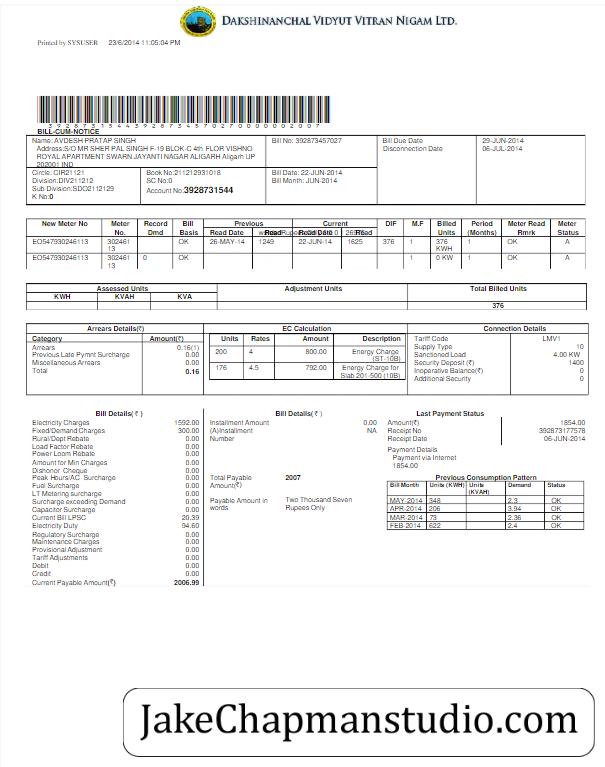 DAKSHINANCHAL VIDYUT VITRAN NIGAM LTD.
Printed by SYSUSER 23/6/2014 11:05:04 PM
BILL-CUM-NOTICE
Name: AVDESH PRATAP SINGH
Address:S/O MR SHER PAL SINGH F-19 BLOK-C 4th FLOR VISHNO
ROYAL APARTMENT SWARN JAYANTI NAGAR ALIGARH Aligarh UP
202001 IND
Bill No: 392873457027
Bill Due Date 29-JUN-2014
Disconnection Date 06-JUL-2014
Circle: CIR21121
Division:DIV211212
Sub Division:SDO2112129
K No:0
Book No:211212931018
SC No:0
Account No:3928731544
Bill Date: 22-JUN-2014
Bill Month: JUN-2014
New Meter No Meter No. Record Dmd Bill Basis Previous Read Date Read Current Read Date Read DIF M.F Billed Units Period (Months) Meter Read Rmrk Meter Status
EO547930246113 30246113 OK 26-MAY-14 1249 22-JUN-14 1625 376 1 376 KWH 1 OK A
EO547930246113 30246113 0 OK 1 0 KW 1 OK A
Assessed Units Adjustment Units Total Billed Units
KWH KVAH KVA
376
Arrears Details(₹)
Category Amount(₹)
Arrears 0.16(1)
Previous Late Pymnt Surcharge 0.00
Miscellaneous Arrears 0.00
Total 0.16
EC Calculation
Units Rates Amount Description
200 4 800.00 Energy Charge (ST-10B)
176 4.5 792.00 Energy Charge for Slab 201-500 (10B)
Connection Details
Tariff Code LMV1
Supply Type 10
Sanctioned Load 4.00 KW
Security Deposit (₹) 1400
Inoperative Balance(₹) 0
Additional Security 0
Bill Details(₹ )
Electricity Charges 1592.00
Fixed/Demand Charges 300.00
Rural/Dept Rebate 0.00
Load Factor Rebate 0.00
Power Loom Rebate 0.00
Amount for Min Charges 0.00
Dishonor Cheque 0.00
Peak Hours/AC Surcharge 0.00
Fuel Surcharge 0.00
LT Metering surcharge 0.00
Surcharge exceeding Demand 0.00
Capacitor Surcharge 0.00
Current Bill LPSC 20.39
Electricity Duty 94.60
Regulatory Surcharge 0.00
Maintenance Charges 0.00
Provisional Adjustment 0.00
Tariff Adjustments 0.00
Debit 0.00
Credit 0.00
Current Payable Amount(₹) 2006.99
Bill Details( ₹ )
Installment Amount 0.00
(A)Installment NA
Number
Total Payable 2007
Amount(₹)
Payable Amount in Two Thousand Seven
words Rupees Only
Last Payment Status
Amount(₹) 1854.00
Receipt No 392873177578
Receipt Date 06-JUN-2014
Payment Details
Payment via Internet
1854.00
Previous Consumption Pattern
Bill Month Units (KWH) Units (KVAH) Demand Status
MAY-2014 348 2.3 OK
APR-2014 206 3.94 OK
MAR-2014 73 2.36 OK
FEB-2014 622 2.4 OK
JakeChapmanstudio.com